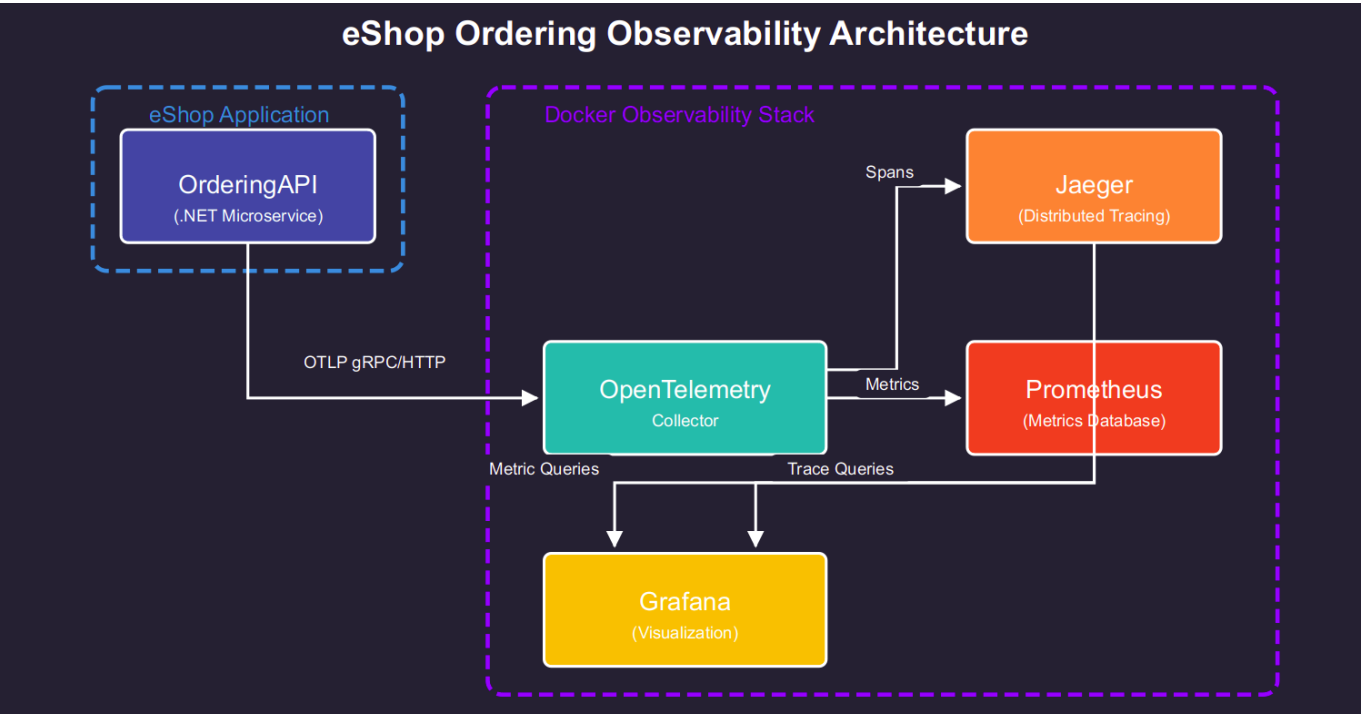 eShop Ordering Observability Architecture
eShop Application
Docker Observability Stack
OrderingAPI
(.NET Microservice)
Spans
Jaeger
(Distributed Tracing)
OTLP gRPC/HTTP
OpenTelemetry
Collector
Metrics
Prometheus
(Metrics Database)
Metric Queries
Trace Queries
Grafana
(Visualization)